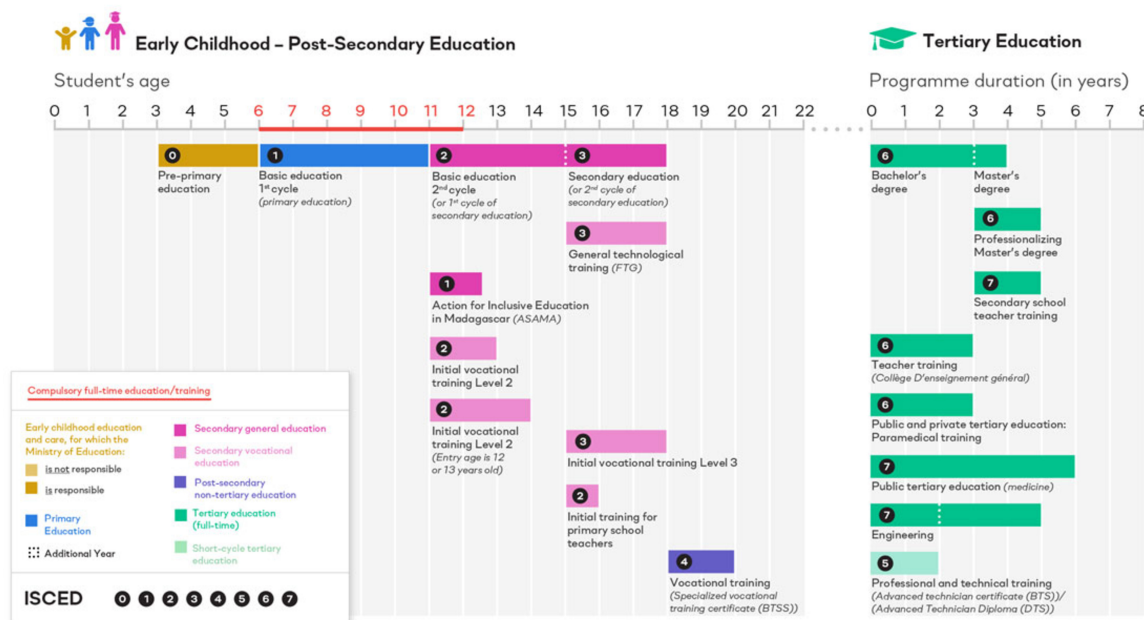 Early Childhood – Post-Secondary Education
Student's age
0 1 2 3 4 5 6 7 8 9 10 11 12 13 14 15 16 17 18 19 20 21 22
0
Pre-primary
education
1
Basic education
1st cycle
(primary education)
2
Basic education
2nd cycle
(or 1st cycle of
secondary education)
3
Secondary education
(or 2nd cycle of
secondary education)
3
General technological
training (FTG)
1
Action for Inclusive Education
in Madagascar (ASAMA)
2
Initial vocational
training Level 2
2
Initial vocational
training Level 2
(Entry age is 12
or 13 years old)
3
Initial vocational training Level 3
2
Initial training for
primary school
teachers
4
Vocational training
(Specialized vocational
training certificate (BTSS))
Compulsory full-time education/training
Early childhood education
and care, for which the
Ministry of Education:
is not responsible
is responsible
Primary
Education
Additional Year
Secondary general education
Secondary vocational
education
Post-secondary
non-tertiary education
Tertiary education
(full-time)
Short-cycle tertiary
education
ISCED 0 1 2 3 4 5 6 7
Tertiary Education
Programme duration (in years)
0 1 2 3 4 5 6 7 8
6
Bachelor's
degree
Master's
degree
6
Professionalizing
Master's degree
7
Secondary school
teacher training
6
Teacher training
(Collège D'enseignement général)
6
Public and private tertiary education:
Paramedical training
7
Public tertiary education (medicine)
7
Engineering
5
Professional and technical training
(Advanced technician certificate (BTS))/
(Advanced Technician Diploma (DTS))